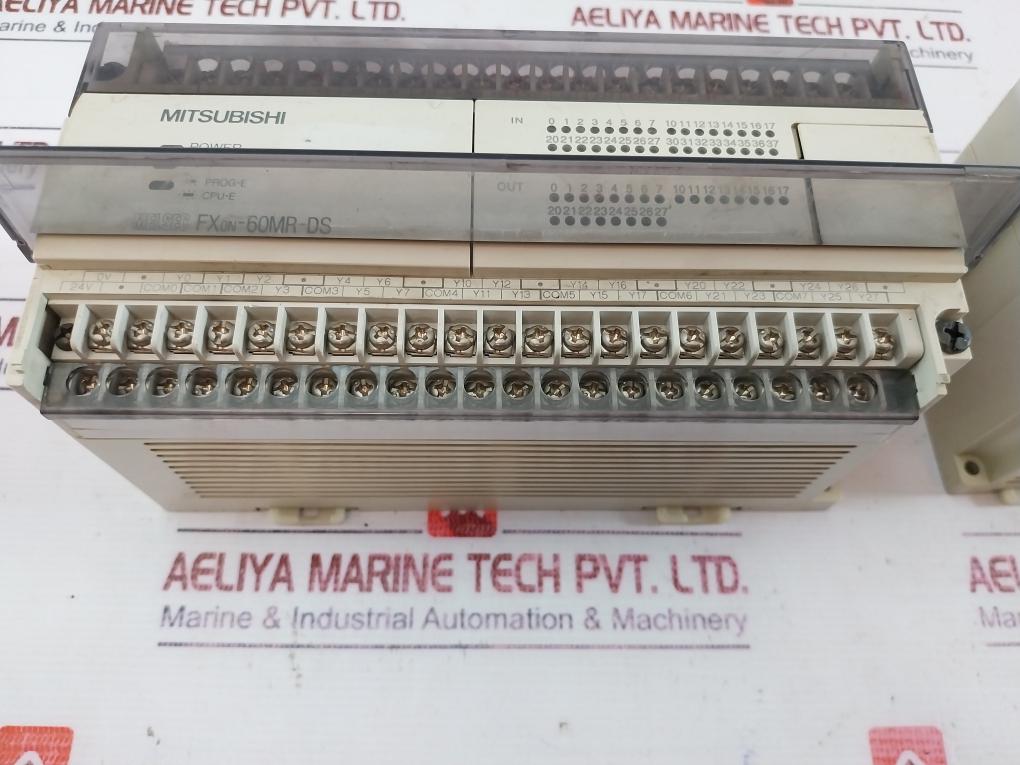 AELIYA MARINE TECH PVT. LTD.
AELIYA MARINE TECH PVT. LTD.
Marine & In
chinery
MITSUBISHI
POWER
IN
0 1 2 3 4 5 6 7 10 11 12 13 14 15 16 17
20 21 22 23 24 25 26 27 30 31 32 33 34 35 36 37
PROG-E
CPU-E
OUT
0 1 2 3 4 5 6 7 10 11 12 13 14 15 16 17
20 21 22 23 24 25 26 27
MELSEC FX0N-60MR-DS
0V • Y0 Y1 Y2 • Y4 Y6 • Y10 Y12 • Y14 Y16 • Y20 Y22 • Y24 Y26 •
24V • COM0 COM1 COM2 Y3 COM3 Y5 Y7 COM4 Y11 Y13 COM5 Y15 Y17 COM6 Y21 Y23 COM7 Y25 Y27
AELIYA MARINE TECH PVT. LTD.
Marine & Industrial Automation & Machinery
AE
Mar